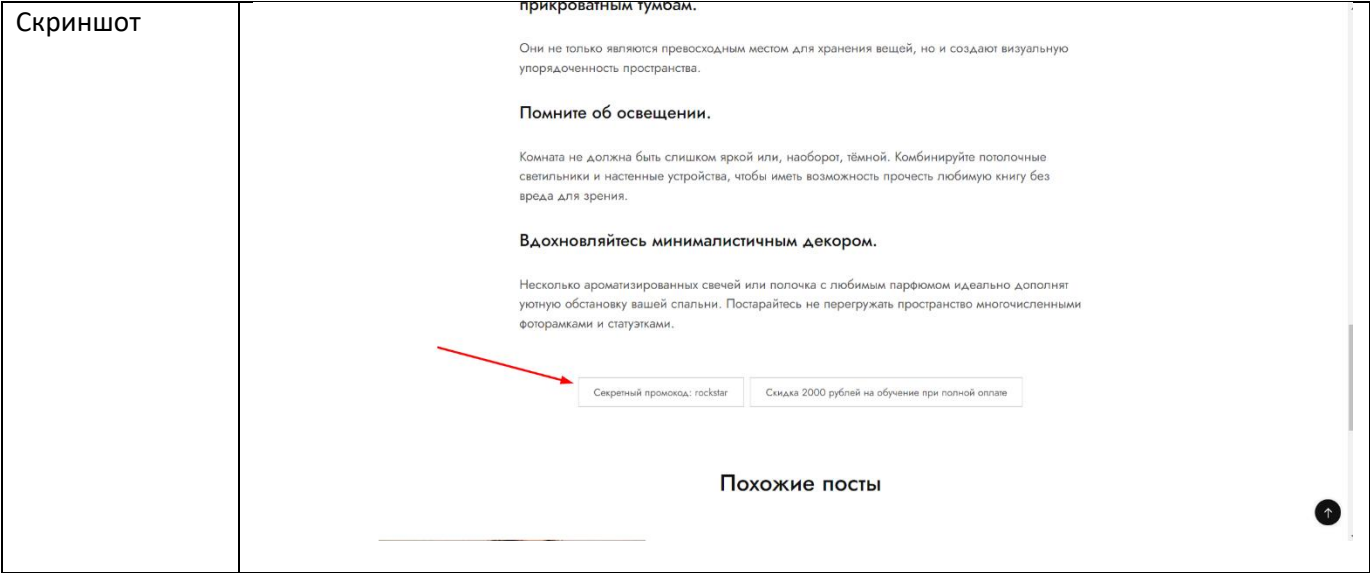 Скриншот
прикроватным тумбам.
Они не только являются превосходным местом для хранения вещей, но и создают визуальную
упорядоченность пространства.
Помните об освещении.
Комната не должна быть слишком яркой или, наоборот, тёмной. Комбинируйте потолочные
светильники и настенные устройства, чтобы иметь возможность прочесть любимую книгу без
вреда для зрения.
Вдохновляйтесь минималистичным декором.
Несколько ароматизированных свечей или полочка с любимым парфюмом идеально дополнят
уютную обстановку вашей спальни. Постарайтесь не перегружать пространство многочисленными
фоторамками и статуэтками.
Секретный промокод: rockstar
Скидка 2000 рублей на обучение при полной оплате
Похожие посты